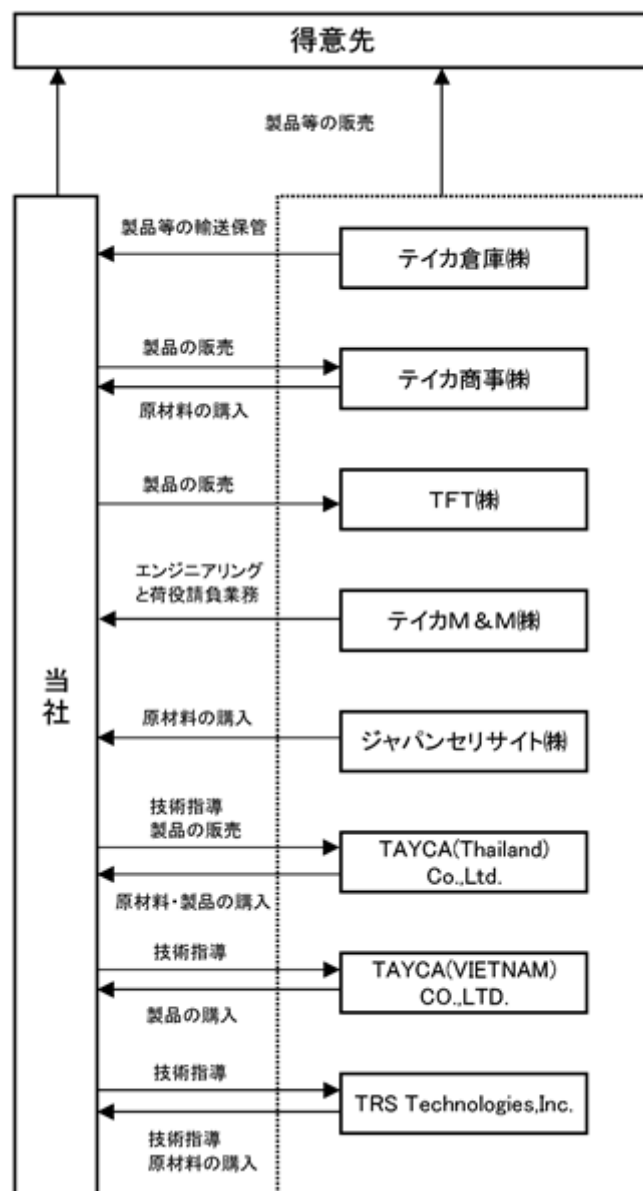 得意先
製品等の販売
製品等の輸送保管
テイカ倉庫㈱
製品の販売
テイカ商事㈱
原材料の購入
製品の販売
TFT㈱
エンジニアリング
と荷役請負業務
テイカM&M㈱
当社
原材料の購入
ジャパンセリサイト㈱
技術指導
製品の販売
TAYCA(Thailand)
Co.,Ltd.
原材料・製品の購入
技術指導
TAYCA(VIETNAM)
CO.,LTD.
製品の購入
技術指導
TRS Technologies,Inc.
技術指導
原材料の購入